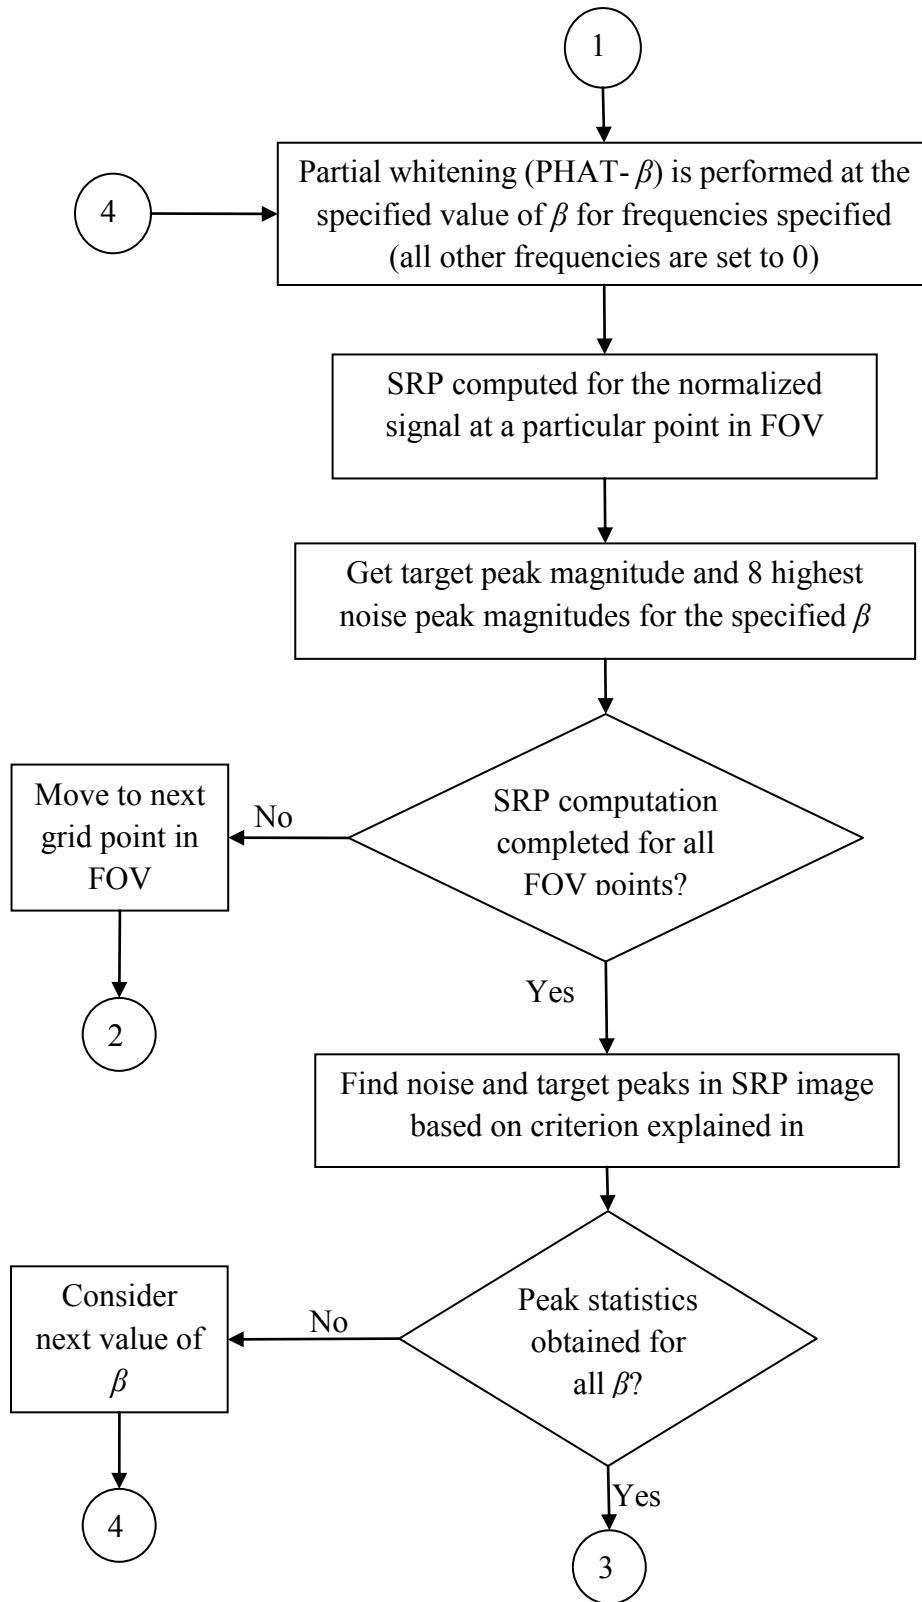 1
Partial whitening (PHAT- β) is performed at the
specified value of β for frequencies specified
(all other frequencies are set to 0)
4
SRP computed for the normalized
signal at a particular point in FOV
Get target peak magnitude and 8 highest
noise peak magnitudes for the specified β
SRP computation
completed for all
FOV points?
No
Move to next
grid point in
FOV
2
Yes
Find noise and target peaks in SRP image
based on criterion explained in
Peak statistics
obtained for
all β?
No
Consider
next value of
β
4
Yes
3